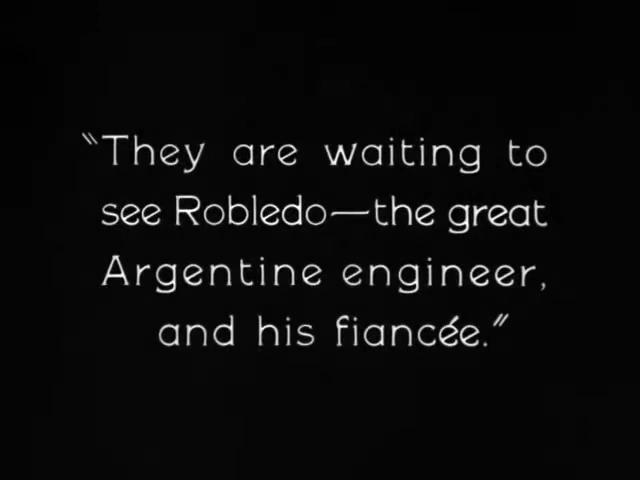 "They are waiting to
see Robledo—the great
Argentine engineer,
and his fiancée."